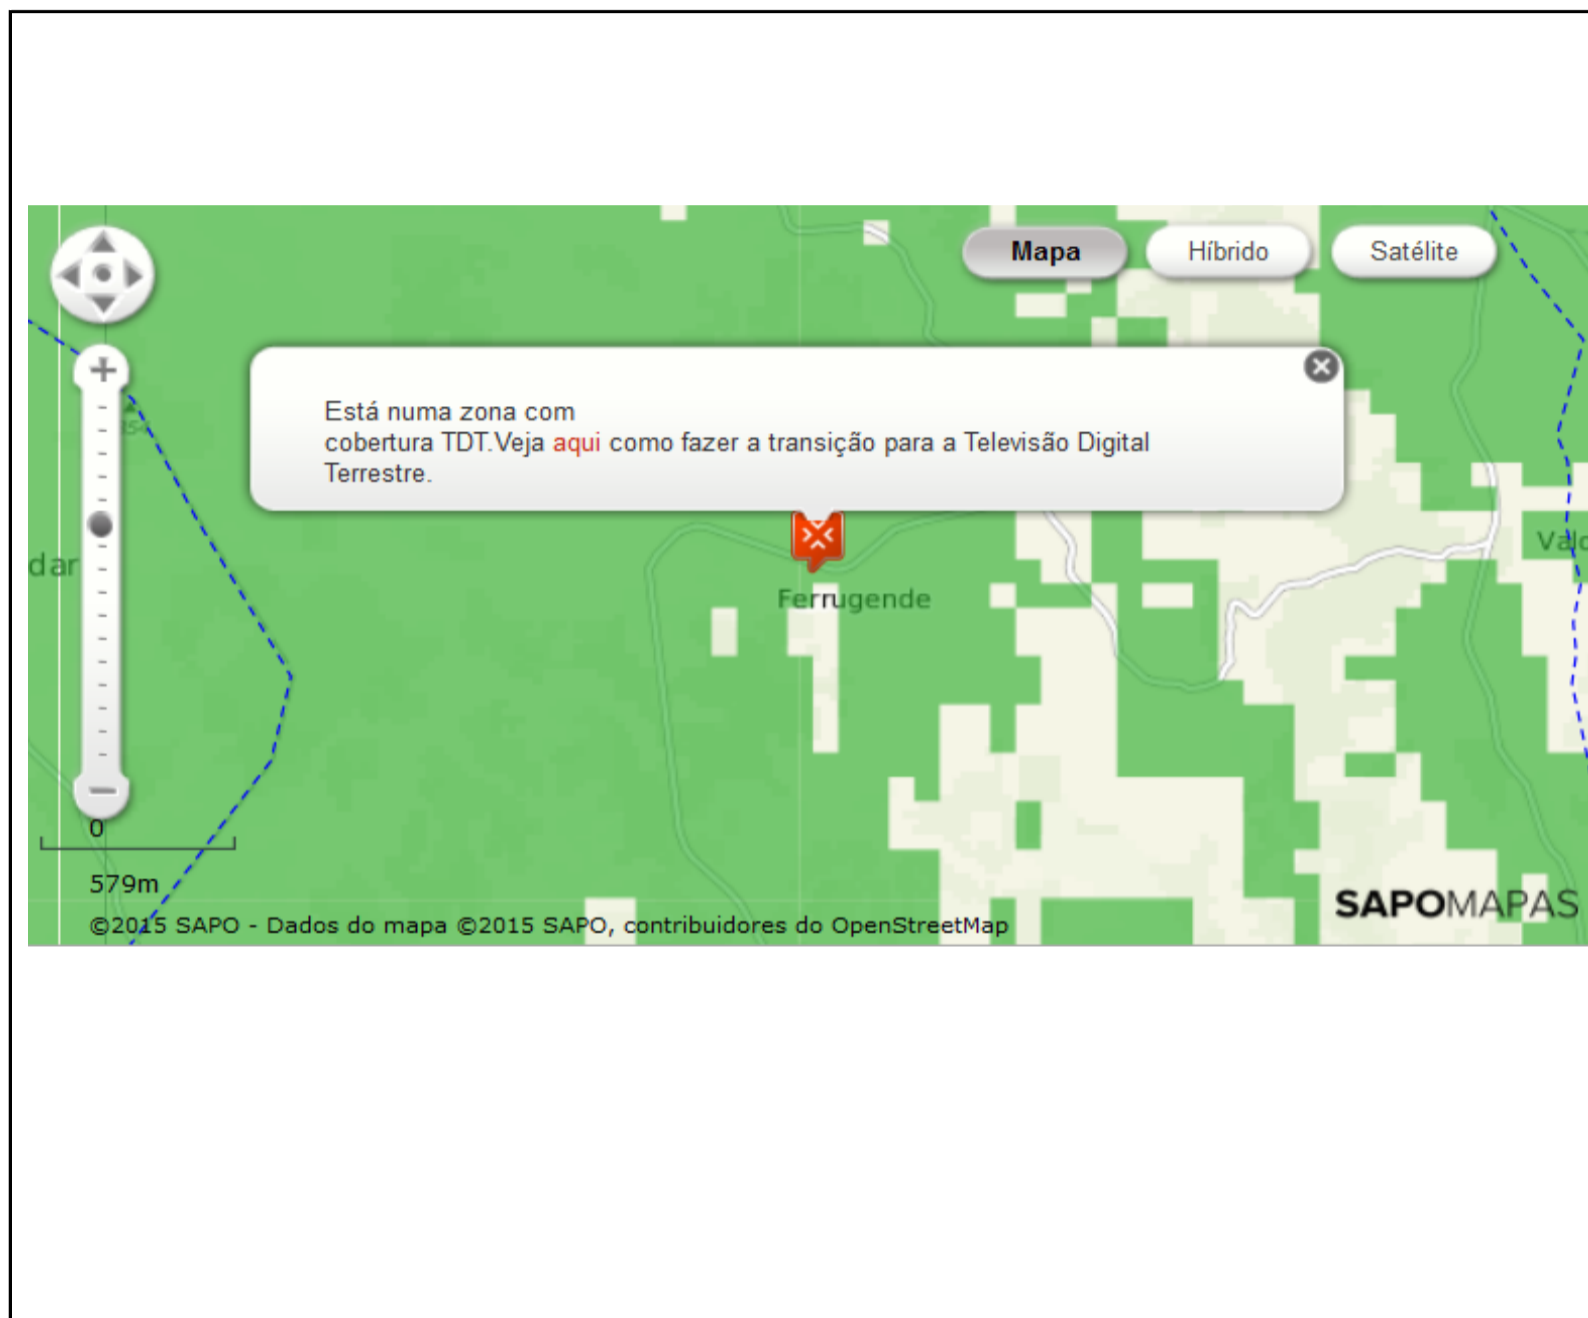 Mapa
Híbrido
Satélite
Está numa zona com
cobertura TDT.Veja aqui como fazer a transição para a Televisão Digital
Terrestre.
dar
Ferrugende
0
579m
SAPOMAPAS
©2015 SAPO - Dados do mapa ©2015 SAPO, contribuidores do OpenStreetMap